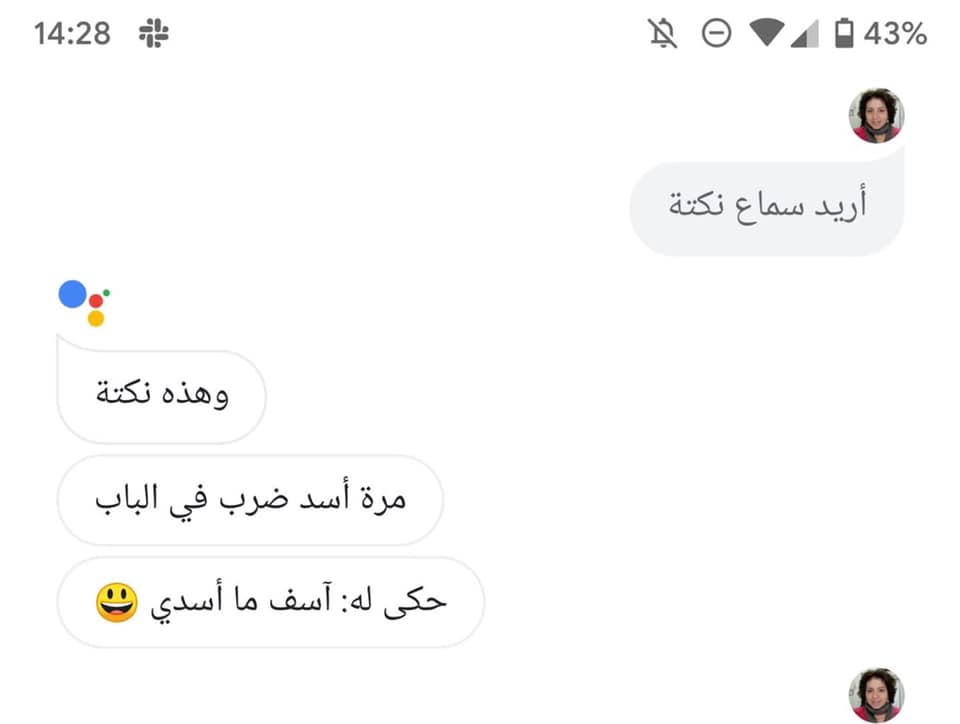 14:28
43%
أريد سماع نكتة
وهذه نكتة
مرة أسد ضرب في الباب
حكى له: آسف ما أسدي 😃